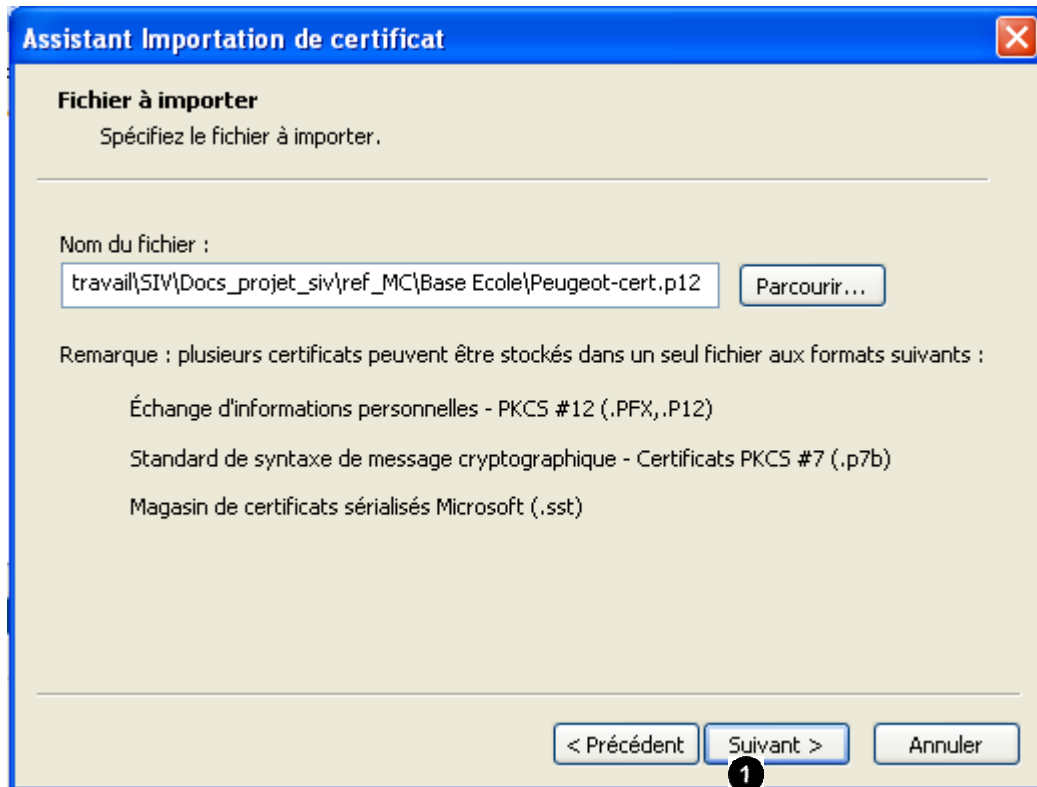 Assistant Importation de certificat
Fichier à importer
Spécifiez le fichier à importer.
Nom du fichier :
travail\SIV\Docs_projet_siv\ref_MC\Base Ecole\Peugeot-cert.p12
Parcourir...
Remarque : plusieurs certificats peuvent être stockés dans un seul fichier aux formats suivants :
Échange d'informations personnelles - PKCS #12 (.PFX,.P12)
Standard de syntaxe de message cryptographique - Certificats PKCS #7 (.p7b)
Magasin de certificats sérialisés Microsoft (.sst)
< Précédent Suivant > Annuler
1